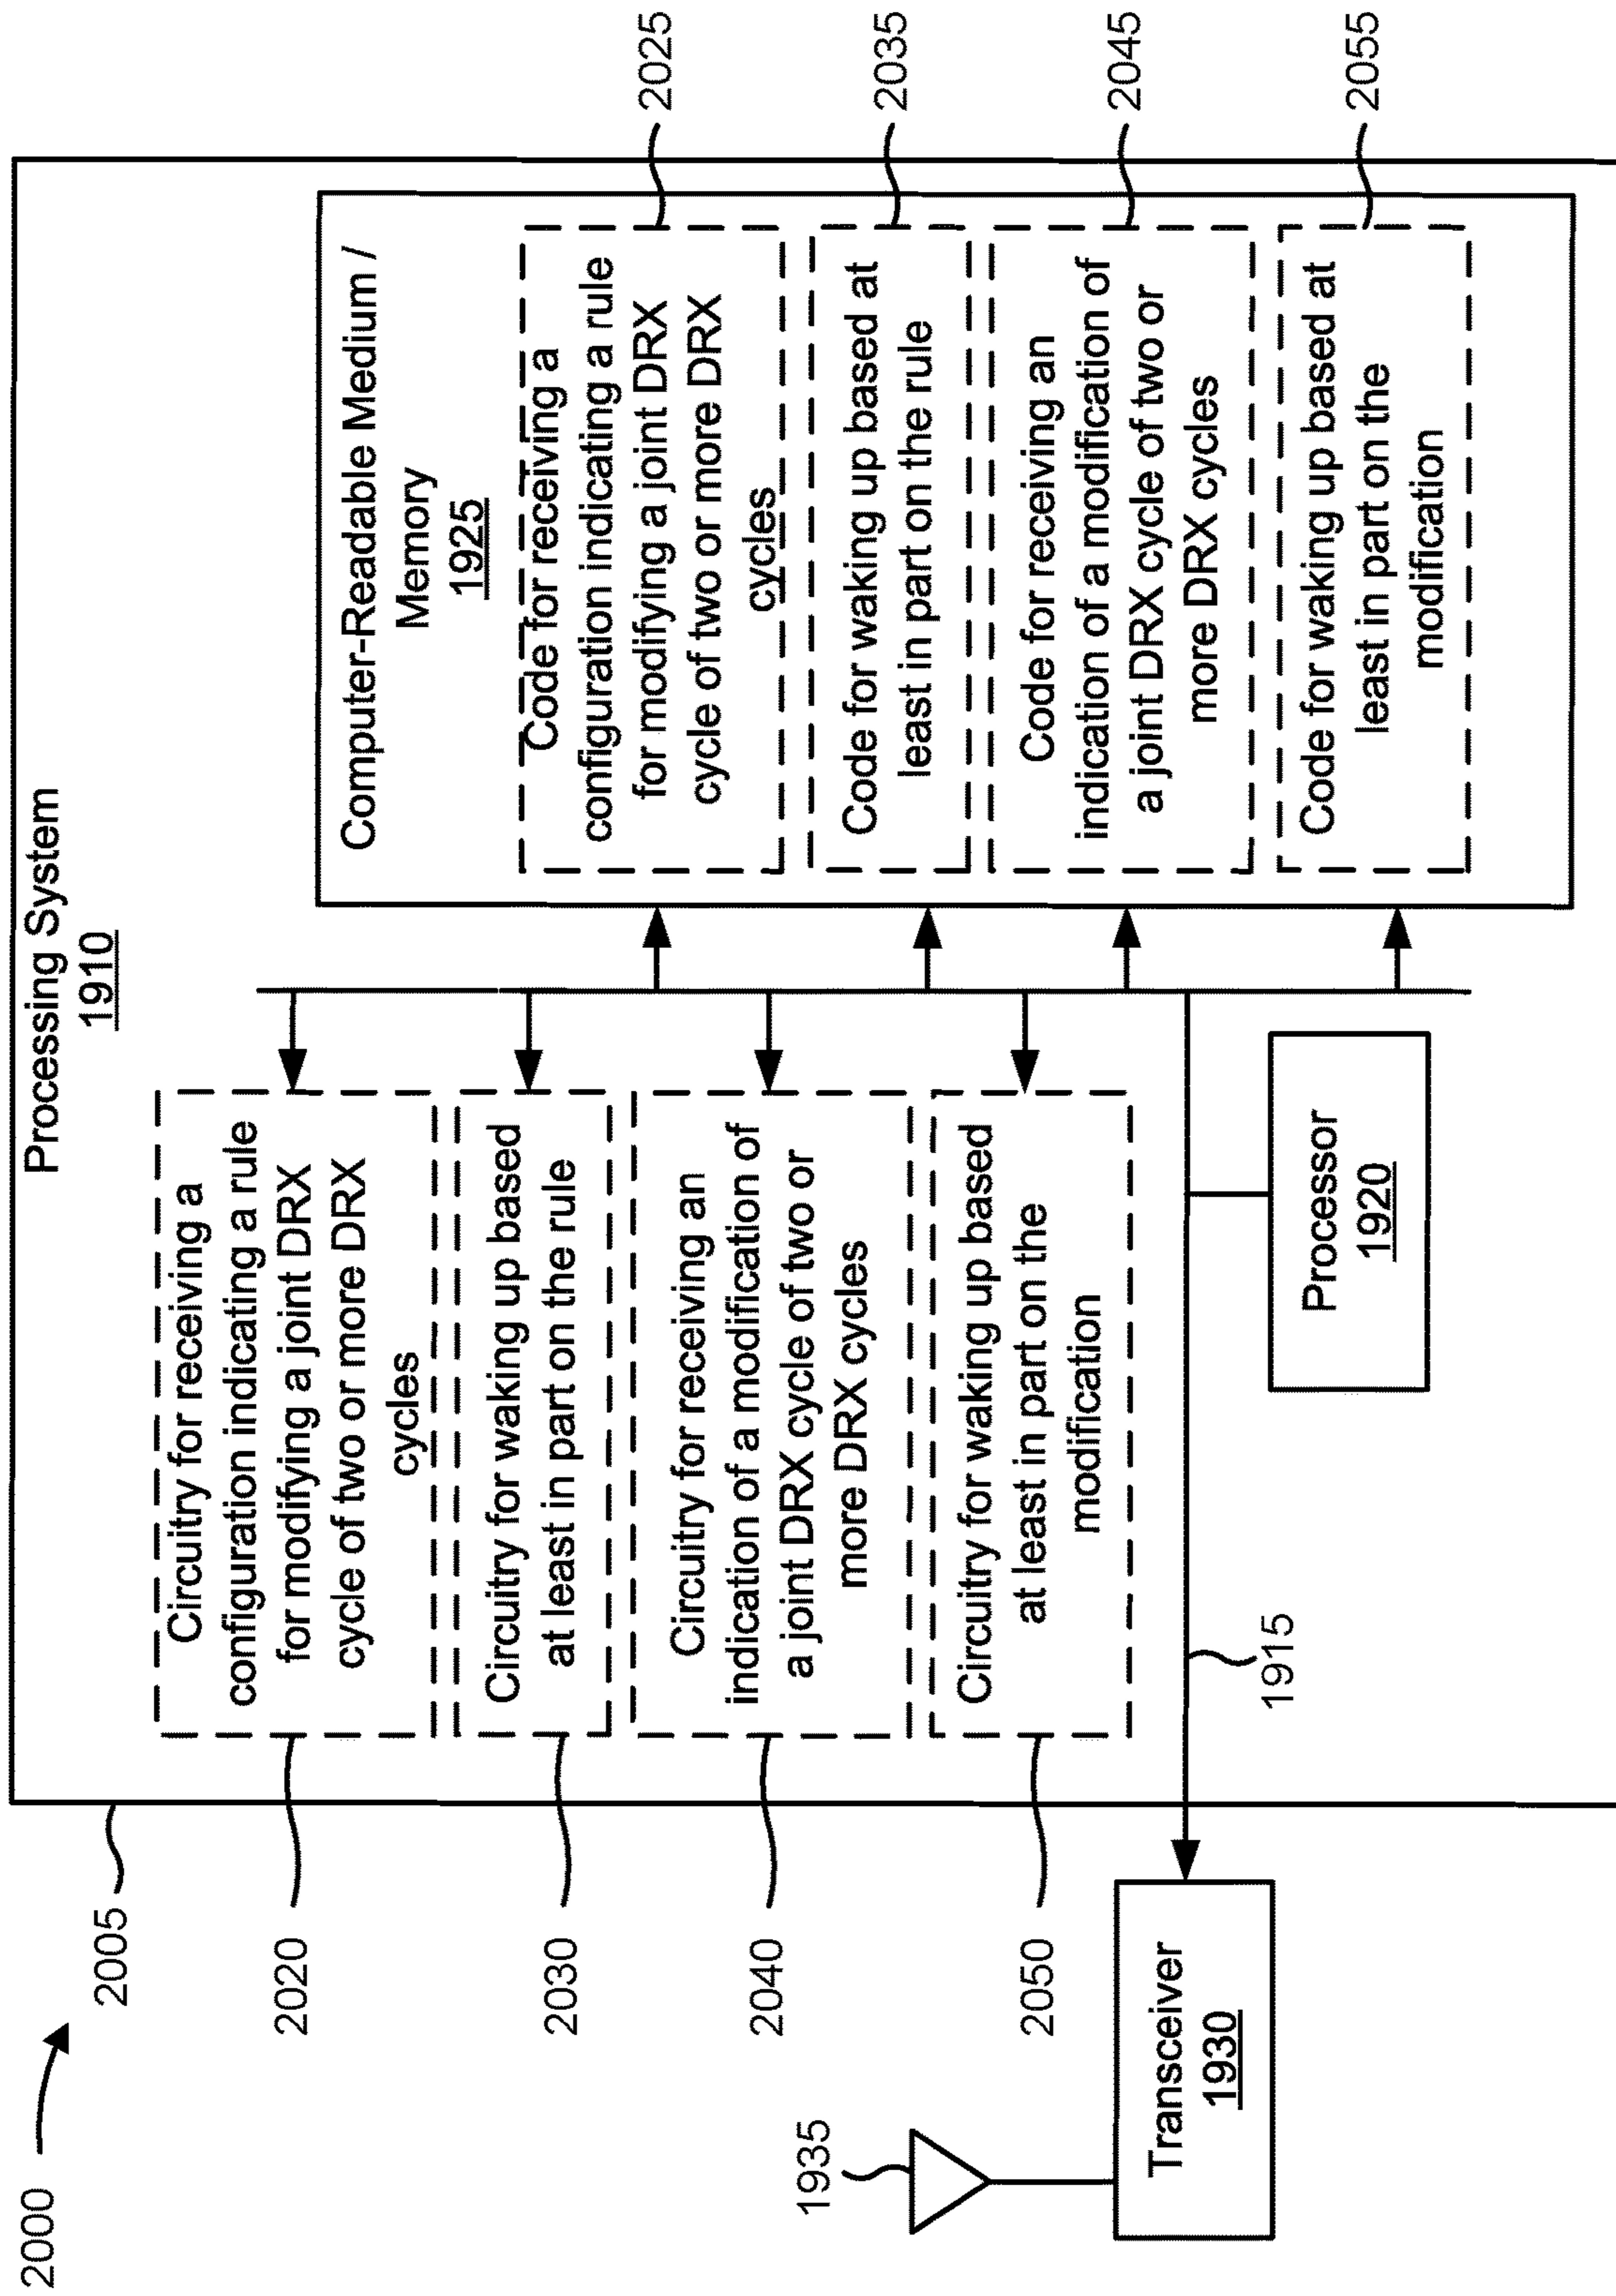 2000
2005
Processing System
1910
2020
Circuitry for receiving a
configuration indicating a rule
for modifying a joint DRX
cycle of two or more DRX
cycles
2030
Circuitry for waking up based
at least in part on the rule
2040
Circuitry for receiving an
indication of a modification of
a joint DRX cycle of two or
more DRX cycles
2050
Circuitry for waking up based
at least in part on the
modification
Computer-Readable Medium /
Memory
1925
Code for receiving a
configuration indicating a rule
for modifying a joint DRX
cycle of two or more DRX
cycles
2025
Code for waking up based at
least in part on the rule
2035
Code for receiving an
indication of a modification of
a joint DRX cycle of two or
more DRX cycles
2045
Code for waking up based at
least in part on the
modification
2055
1935
Transceiver
1930
1915
Processor
1920